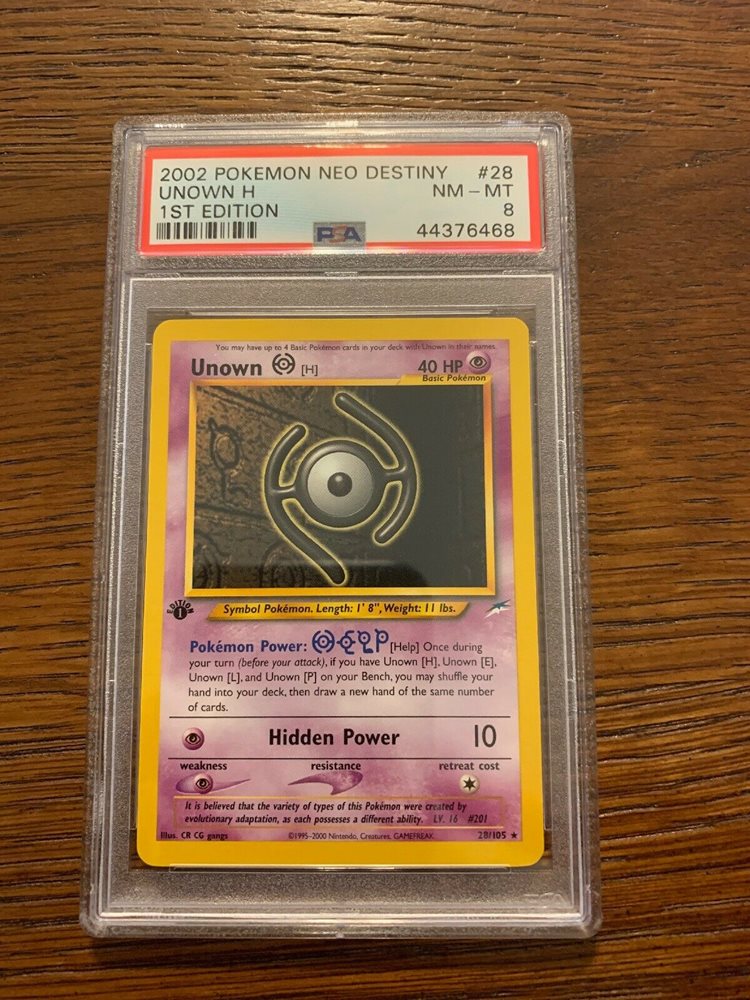 2002 POKEMON NEO DESTINY #28
UNOWN H NM - MT
1ST EDITION 8
PSA 44376468
You may have up to 4 Basic Pokémon cards in your deck with Unown in their names.
Unown [H] 40 HP
Basic Pokémon
EDITION
1
Symbol Pokémon. Length: 1' 8", Weight: 11 lbs.
Pokémon Power: [Help] Once during
your turn (before your attack), if you have Unown [H], Unown [E],
Unown [L], and Unown [P] on your Bench, you may shuffle your
hand into your deck, then draw a new hand of the same number
of cards.
Hidden Power 10
weakness resistance retreat cost
It is believed that the variety of types of this Pokémon were created by
evolutionary adaptation, as each possesses a different ability. LV. 16 #201
Illus. CR CG gangs ©1995-2000 Nintendo, Creatures, GAMEFREAK. 28/105 ★